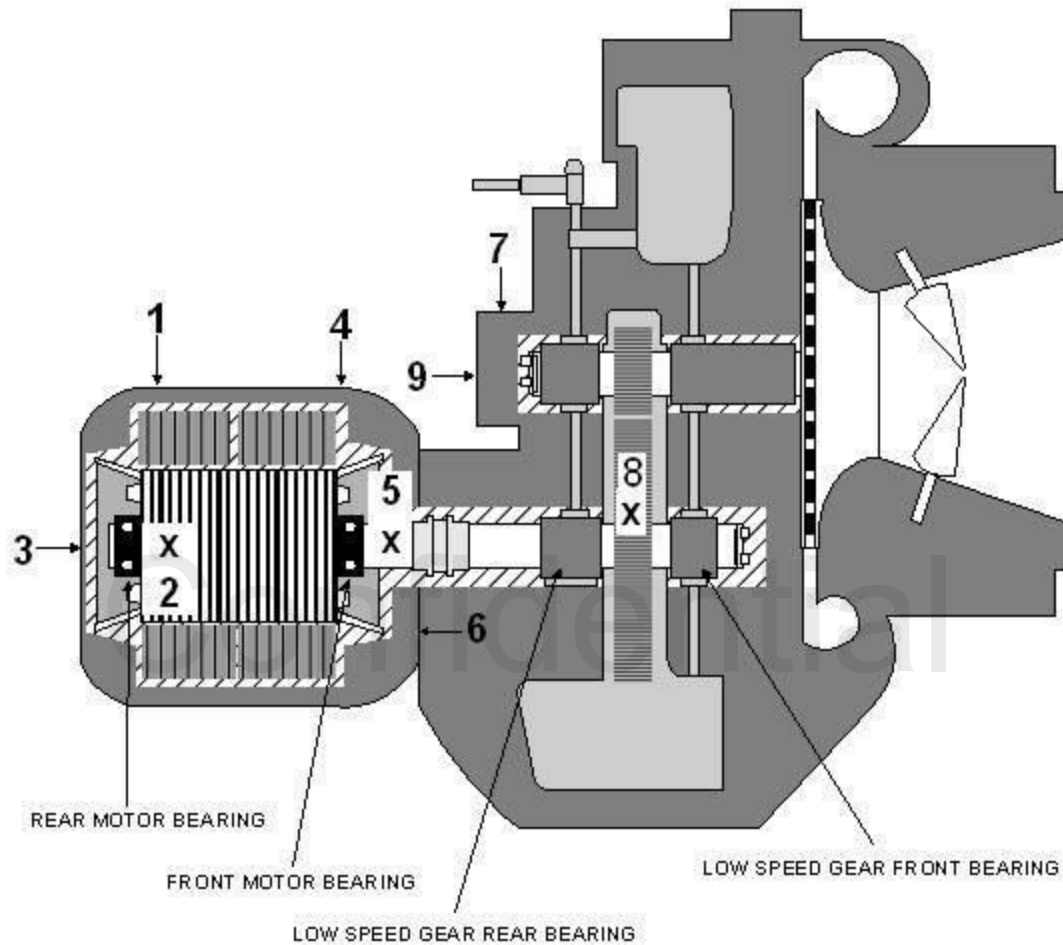 7
1
4
9
8
X
5
X
X
2
3
6
Confidential
REAR MOTOR BEARING
LOW SPEED GEAR FRONT BEARING
FRONT MOTOR BEARING
LOW SPEED GEAR REAR BEARING